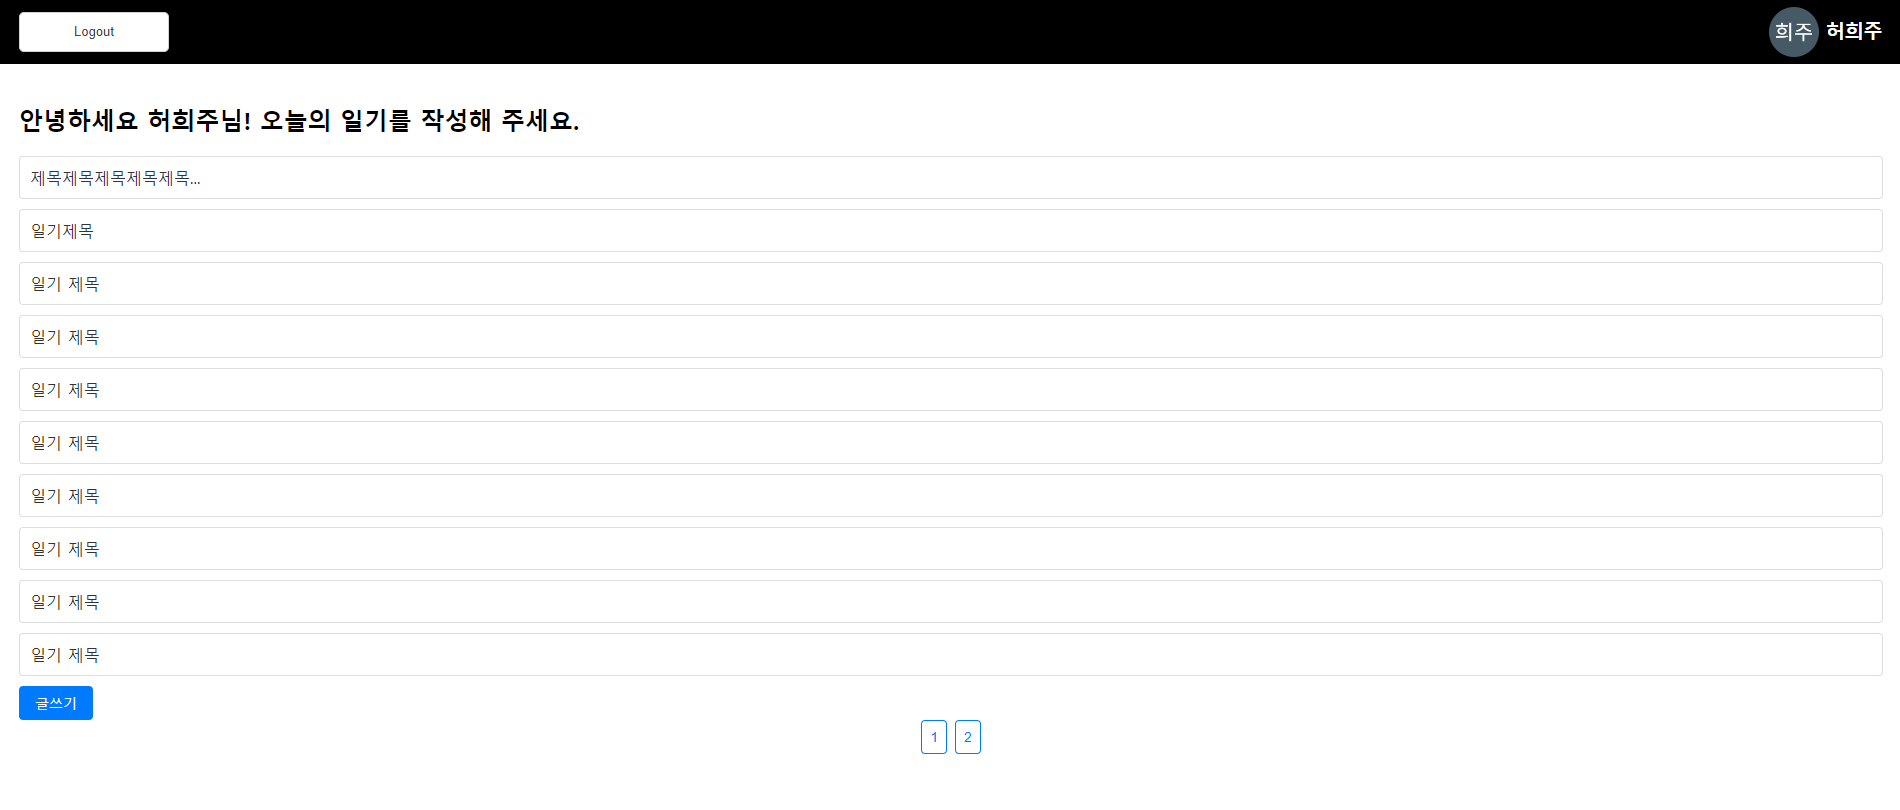 Logout
희주 허희주
안녕하세요 허희주님! 오늘의 일기를 작성해 주세요.
제목제목제목제목제목...
일기제목
일기 제목
일기 제목
일기 제목
일기 제목
일기 제목
일기 제목
일기 제목
일기 제목
글쓰기
1 2